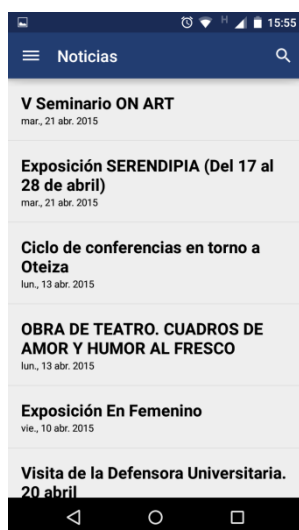 H 15:55
Noticias
V Seminario ON ART
mar., 21 abr. 2015
Exposición SERENDIPIA (Del 17 al
28 de abril)
mar., 21 abr. 2015
Ciclo de conferencias en torno a
Oteiza
lun., 13 abr. 2015
OBRA DE TEATRO. CUADROS DE
AMOR Y HUMOR AL FRESCO
lun., 13 abr. 2015
Exposición En Femenino
vie., 10 abr. 2015
Visita de la Defensora Universitaria.
20 abril